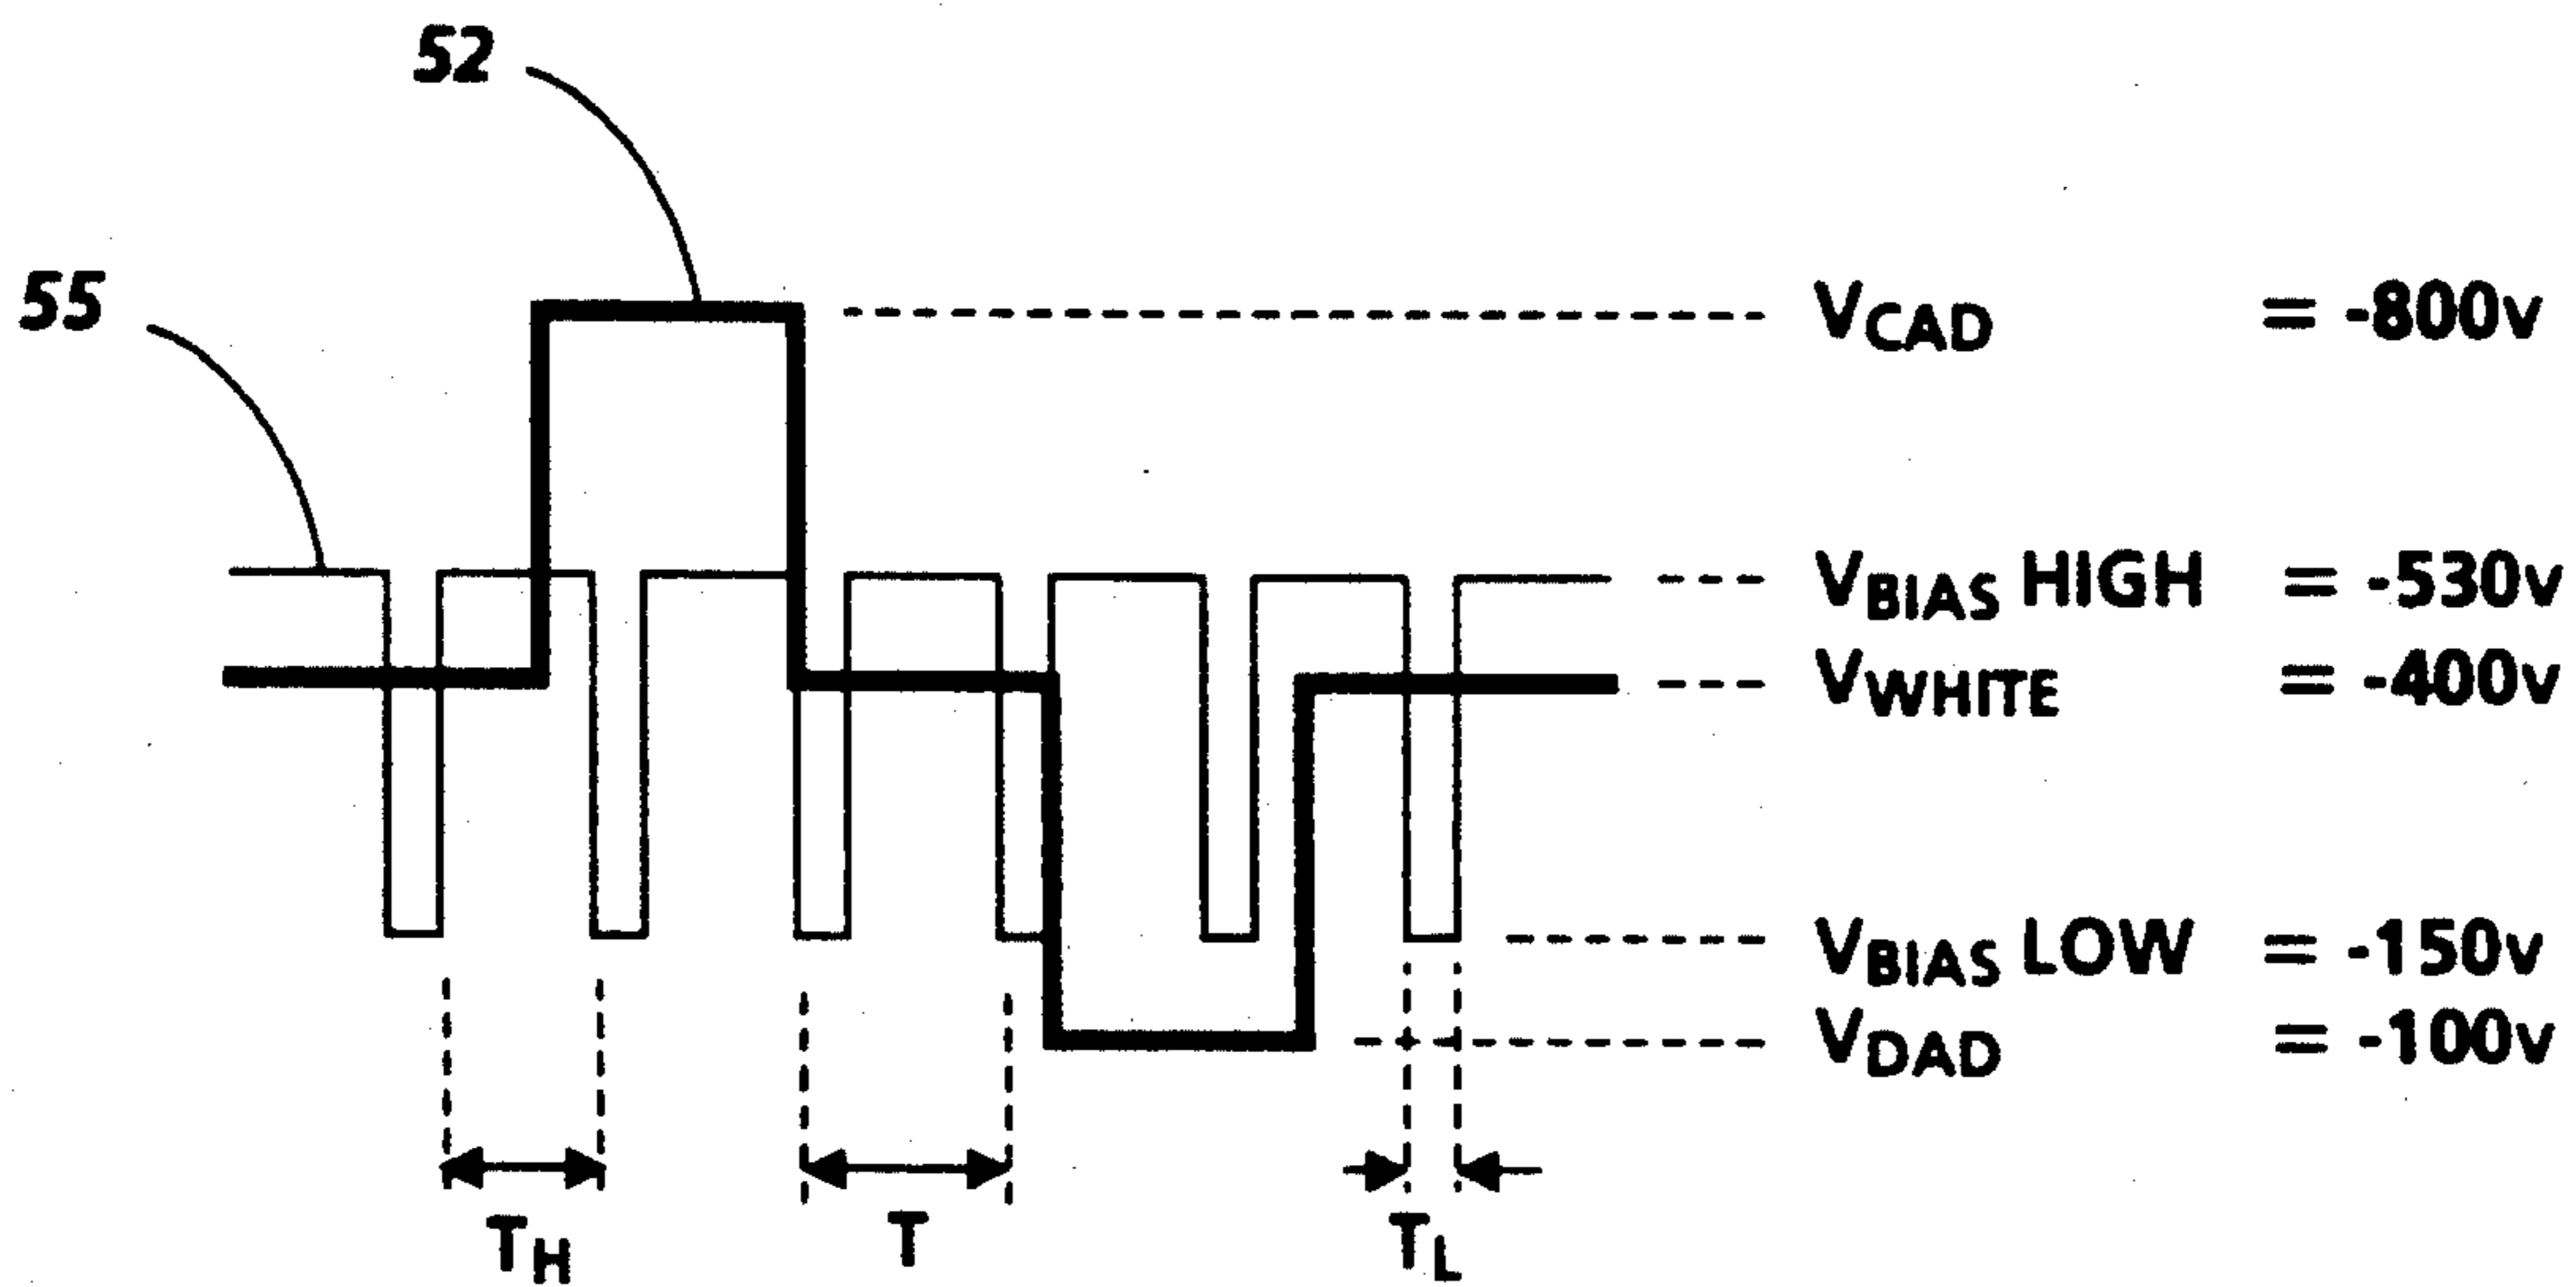 52
55
VCAD = -800v
VBIAS HIGH = -530v
VWHITE = -400v
VBIAS LOW = -150v
VDAD = -100v
TH T TL